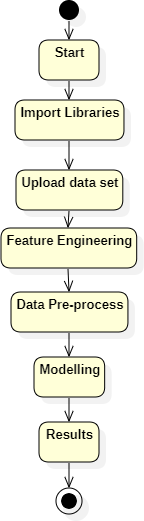 Start
Import Libraries
Upload data set
Feature Engineering
Data Pre-process
Modelling
Results